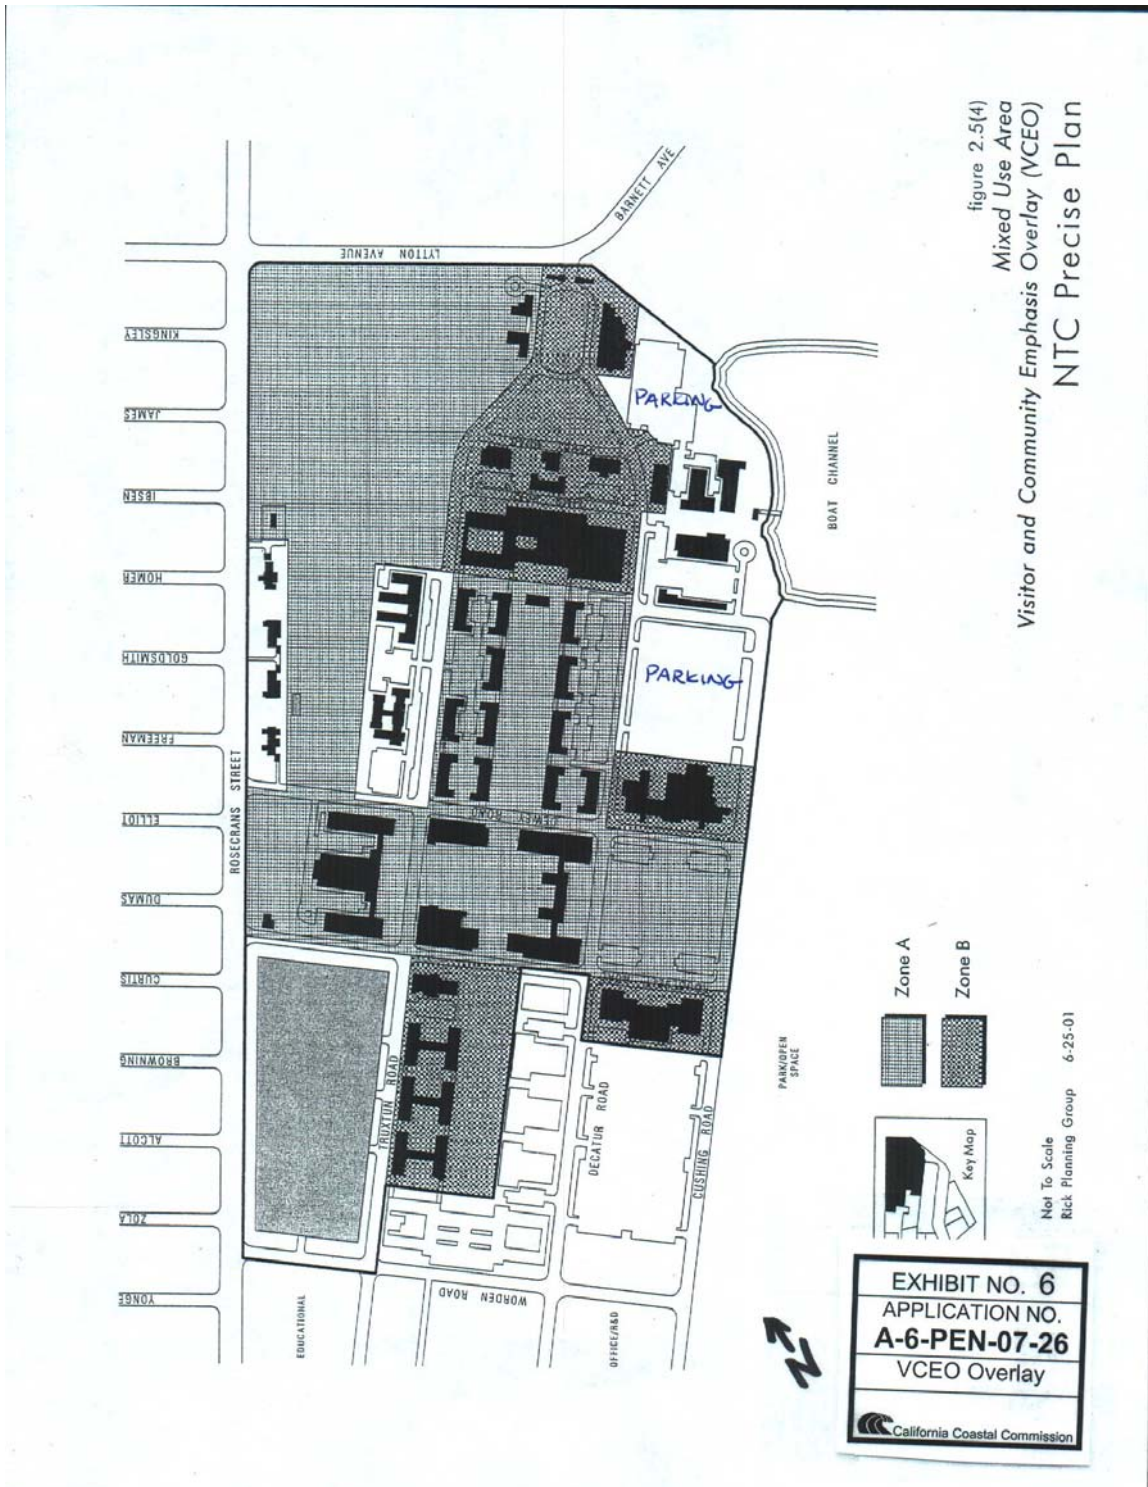 figure 2.5(4)
Mixed Use Area
Visitor and Community Emphasis Overlay (VCEO)
NTC Precise Plan
BARNETT AVE
LYTTON AVENUE
KINGSLEY
JAMES
IBSEN
HOMER
GOLDSMITH
FREEMAN
ELLIOT
DUMAS
CURTIS
BROWNING
ALCOTT
ZOLA
YONGE
ROSECRANS STREET
PARKING
BOAT CHANNEL
PARKING
DEWEY ROAD
TRUXTUN ROAD
DECATUR ROAD
CUSHING ROAD
WORDEN ROAD
EDUCATIONAL
OFFICE/R&D
PARK/OPEN
SPACE
Zone A
Zone B
Key Map
Not To Scale
Rick Planning Group 6-25-01
N
EXHIBIT NO. 6
APPLICATION NO.
A-6-PEN-07-26
VCEO Overlay
California Coastal Commission